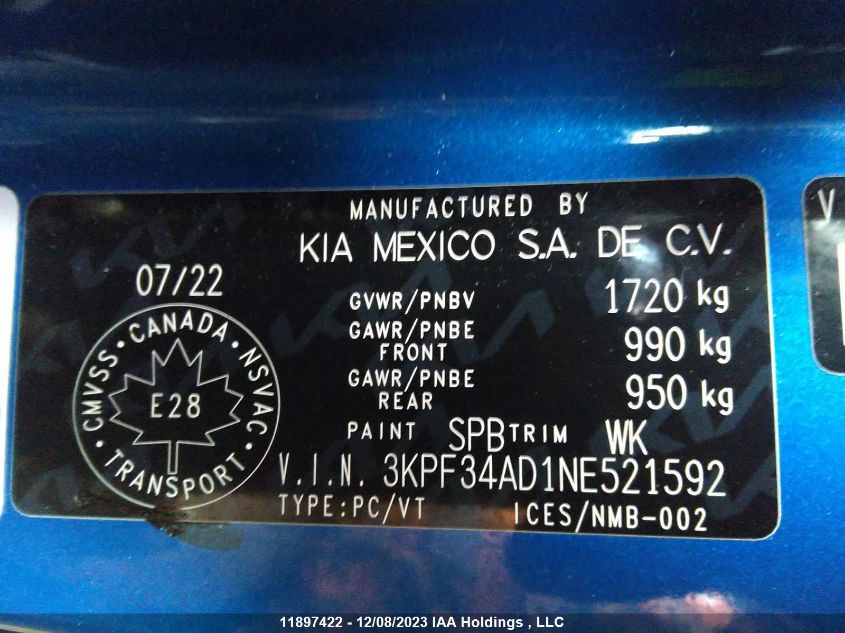 MANUFACTURED BY
KIA MEXICO S.A. DE C.V.
07/22
GVWR/PNBV 1720 kg
GAWR/PNBE FRONT 990 kg
GAWR/PNBE REAR 950 kg
PAINT SPB TRIM WK
V.I.N. 3KPF34AD1NE521592
TYPE:PC/VT ICES/NMB-002
CMVSS • CANADA • NSVAC • TRANSPORT •
E28
V
11897422 - 12/08/2023 IAA Holdings , LLC